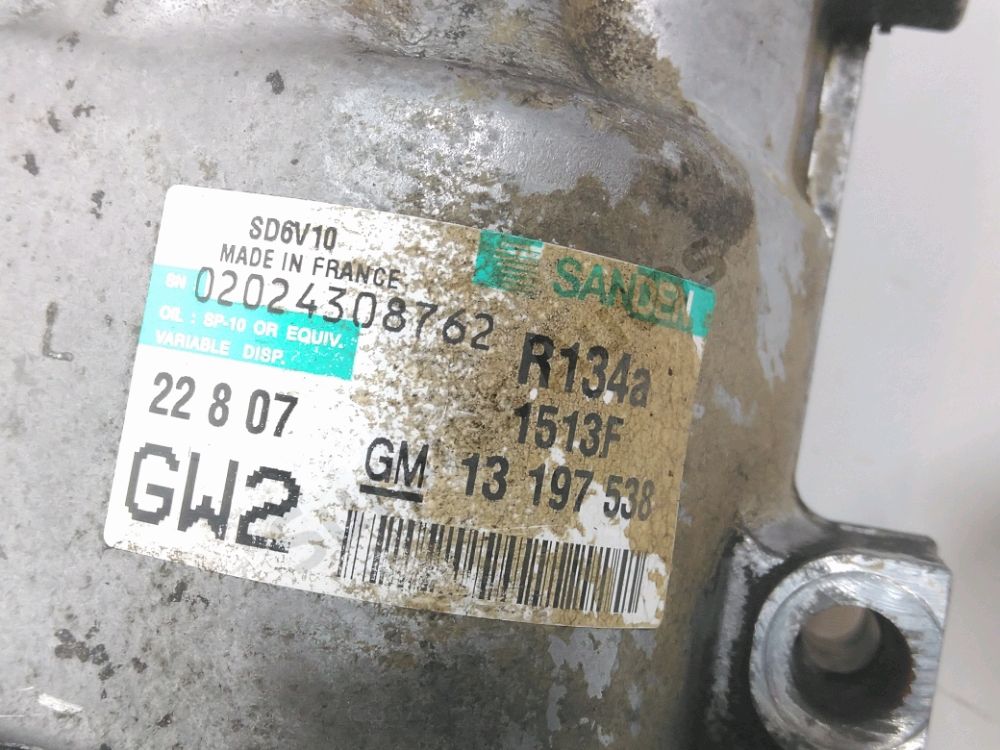 SD6V10
MADE IN FRANCE
SANDEN
SN 02024308762
OIL : SP-10 OR EQUIV.
VARIABLE DISP.
R134a
1513F
22 8 07
GM 13 197 538
GW2
L